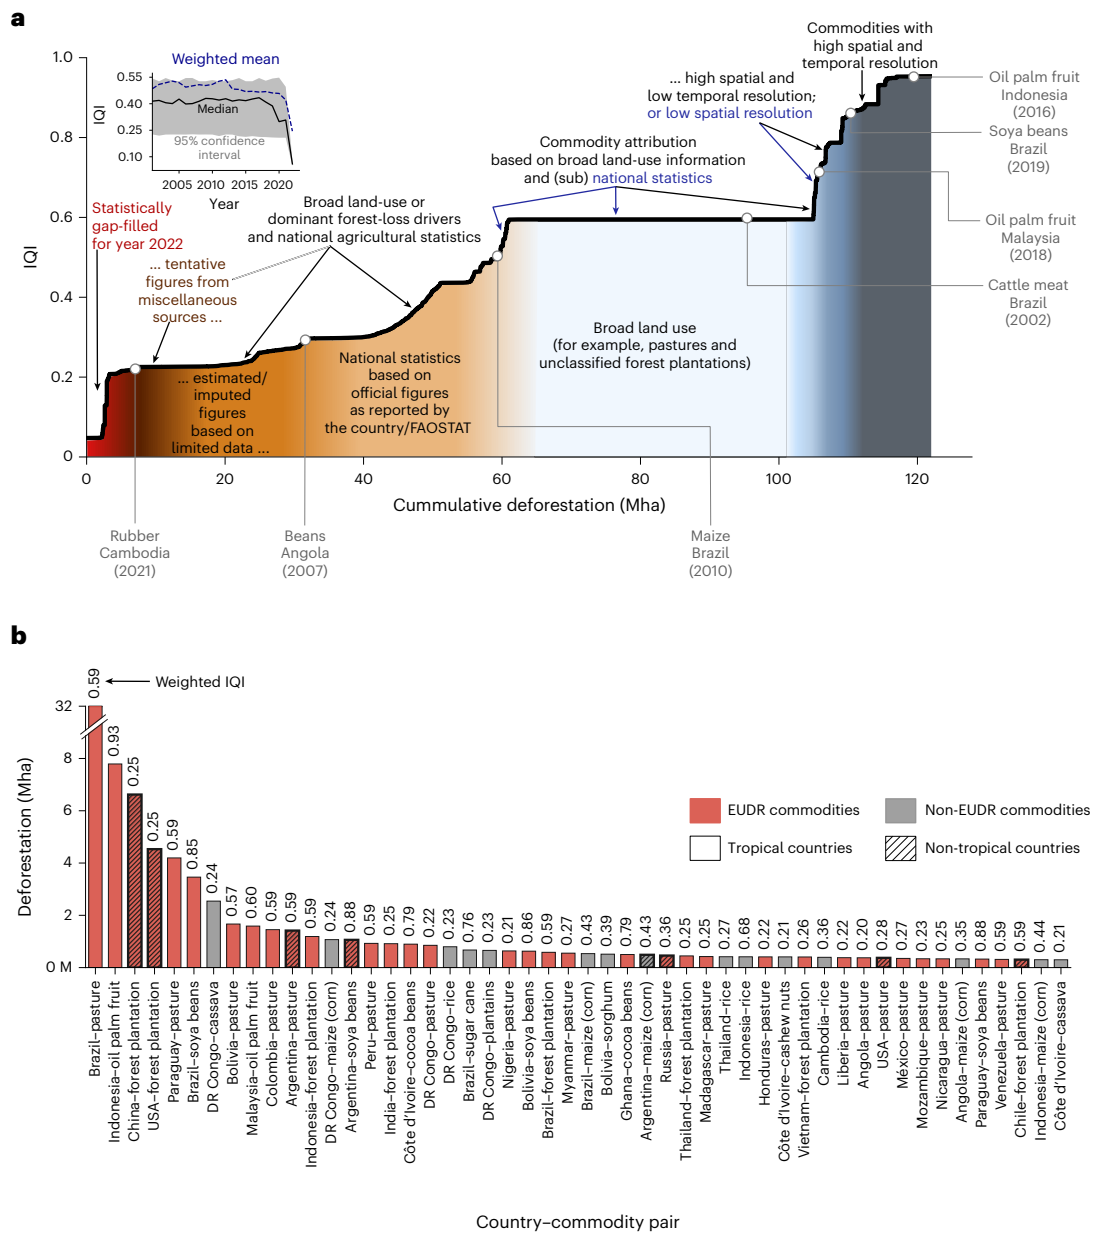 a
Commodities with
high spatial and
temporal resolution
... high spatial and
low temporal resolution;
or low spatial resolution
Commodity attribution
based on broad land-use information
and (sub) national statistics
Broad land-use or
dominant forest-loss drivers
and national agricultural statistics
Statistically
gap-filled
for year 2022
... tentative
figures from
miscellaneous
sources ...
Weighted mean
Median
95% confidence
interval
IQI
0.55
0.40
0.25
0.10
2005
2010
2015
2020
Year
IQI
1.0
0.8
0.6
0.4
0.2
0
... estimated/
imputed
figures
based on
limited data ...
National statistics
based on
official figures
as reported by
the country/FAOSTAT
Broad land use
(for example, pastures and
unclassified forest plantations)
Oil palm fruit
Indonesia
(2016)
Soya beans
Brazil
(2019)
Oil palm fruit
Malaysia
(2018)
Cattle meat
Brazil
(2002)
0
20
40
60
80
100
120
Cummulative deforestation (Mha)
Rubber
Cambodia
(2021)
Beans
Angola
(2007)
Maize
Brazil
(2010)
b
Weighted IQI
Deforestation (Mha)
32
8
6
4
2
0 M
0.59
0.93
0.25
0.25
0.59
0.85
0.24
0.57
0.60
0.59
0.59
0.59
0.24
0.88
0.59
0.25
0.79
0.22
0.23
0.76
0.23
0.21
0.86
0.59
0.27
0.43
0.39
0.79
0.43
0.36
0.25
0.25
0.27
0.68
0.22
0.21
0.26
0.36
0.22
0.20
0.28
0.27
0.23
0.25
0.35
0.88
0.59
0.59
0.44
0.21
EUDR commodities
Non-EUDR commodities
Tropical countries
Non-tropical countries
Brazil–pasture
Indonesia–oil palm fruit
China–forest plantation
USA–forest plantation
Paraguay–pasture
Brazil–soya beans
DR Congo–cassava
Bolivia–pasture
Malaysia–oil palm fruit
Colombia–pasture
Argentina–pasture
Indonesia–forest plantation
DR Congo–maize (corn)
Argentina–soya beans
Peru–pasture
India–forest plantation
Côte d'Ivoire–cocoa beans
DR Congo–pasture
DR Congo–rice
Brazil–sugar cane
DR Congo–plantains
Nigeria–pasture
Bolivia–soya beans
Brazil–forest plantation
Myanmar–pasture
Brazil–maize (corn)
Bolivia–sorghum
Ghana–cocoa beans
Argentina–maize (corn)
Russia–pasture
Thailand–forest plantation
Madagascar–pasture
Thailand–rice
Indonesia–rice
Honduras–pasture
Côte d'Ivoire–cashew nuts
Vietnam–forest plantation
Cambodia–rice
Liberia–pasture
Angola–pasture
USA–pasture
México–pasture
Mozambique–pasture
Nicaragua–pasture
Angola–maize (corn)
Paraguay–soya beans
Venezuela–pasture
Chile–forest plantation
Indonesia–maize (corn)
Côte d'Ivoire–cassava
Country–commodity pair